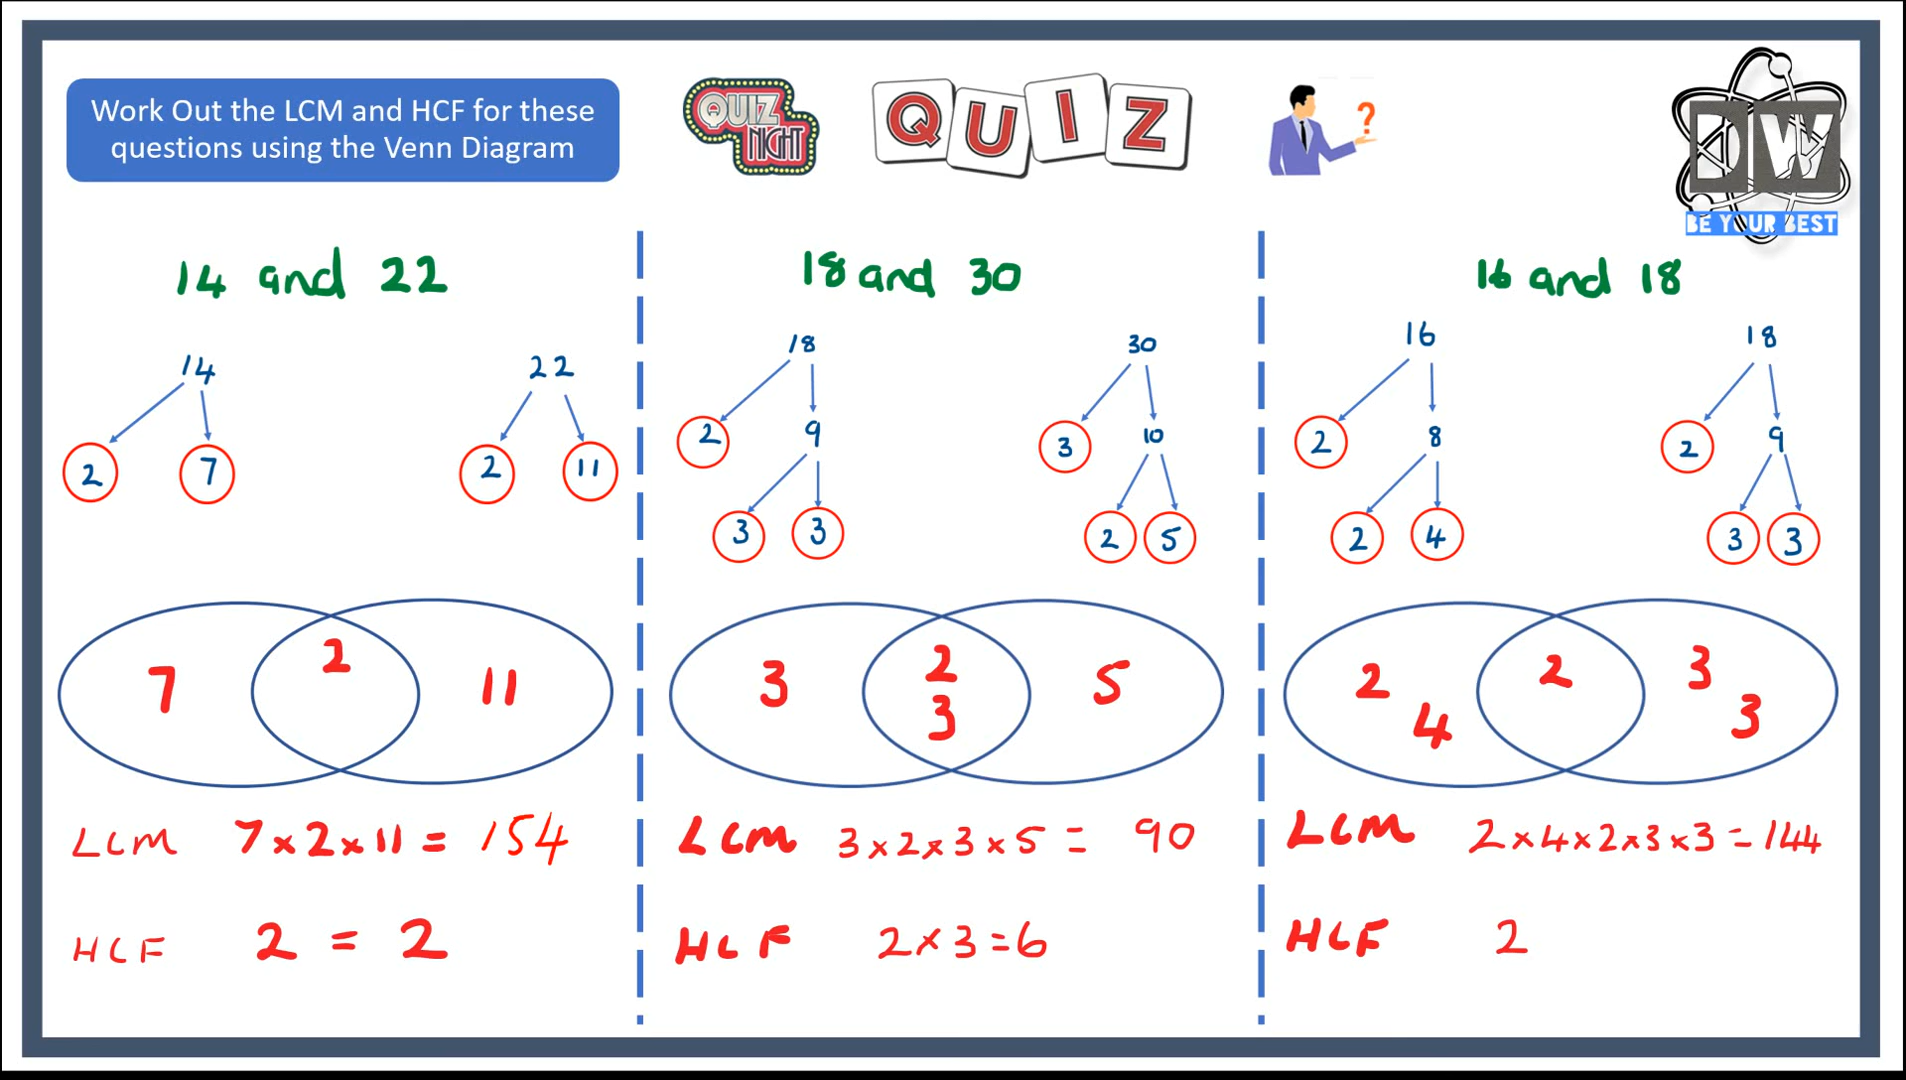 Work Out the LCM and HCF for these
questions using the Venn Diagram
QUIZ
NIGHT
QUIZ
?
DW
BE YOUR BEST
14 and 22
14
22
2 7
2 11
7 2 11
LCM 7 x 2 x 11 = 154
HCF 2 = 2
18 and 30
18
30
2 9
3 10
3 3
2 5
3 2 5
3
LCM 3 x 2 x 3 x 5 = 90
HCF 2 x 3 = 6
16 and 18
16
18
2 8
2 9
2 4
3 3
2 2 3
4 3
LCM 2 x 4 x 2 x 3 x 3 = 144
HCF 2